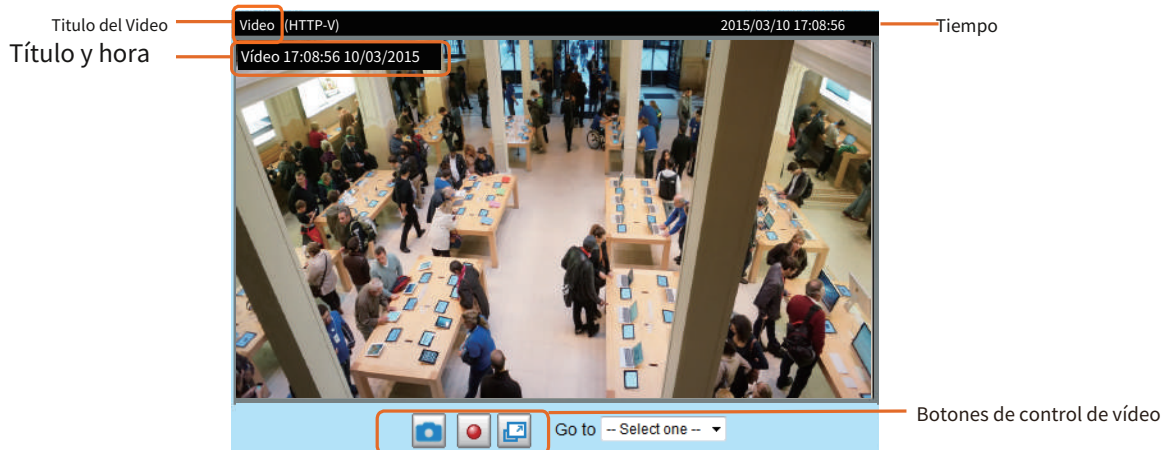 Titulo del Video
Video (HTTP-V) 2015/03/10 17:08:56
Tiempo
Título y hora
Vídeo 17:08:56 10/03/2015
Go to -- Select one --
Botones de control de vídeo